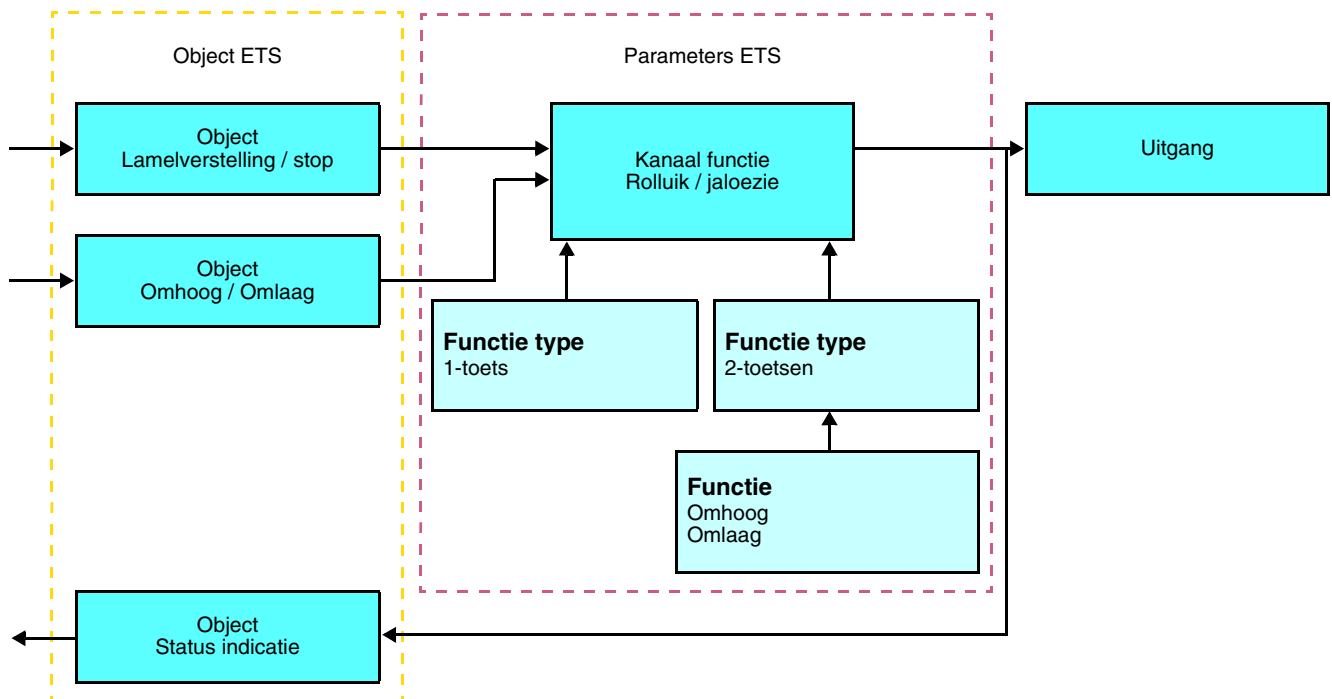 Object ETS
Parameters ETS
Object
Lamelverstelling / stop
Kanaal functie
Rolluik / jaloezie
Uitgang
Object
Omhoog / Omlaag
Functie type
1-toets
Functie type
2-toetsen
Functie
Omhoog
Omlaag
Object
Status indicatie